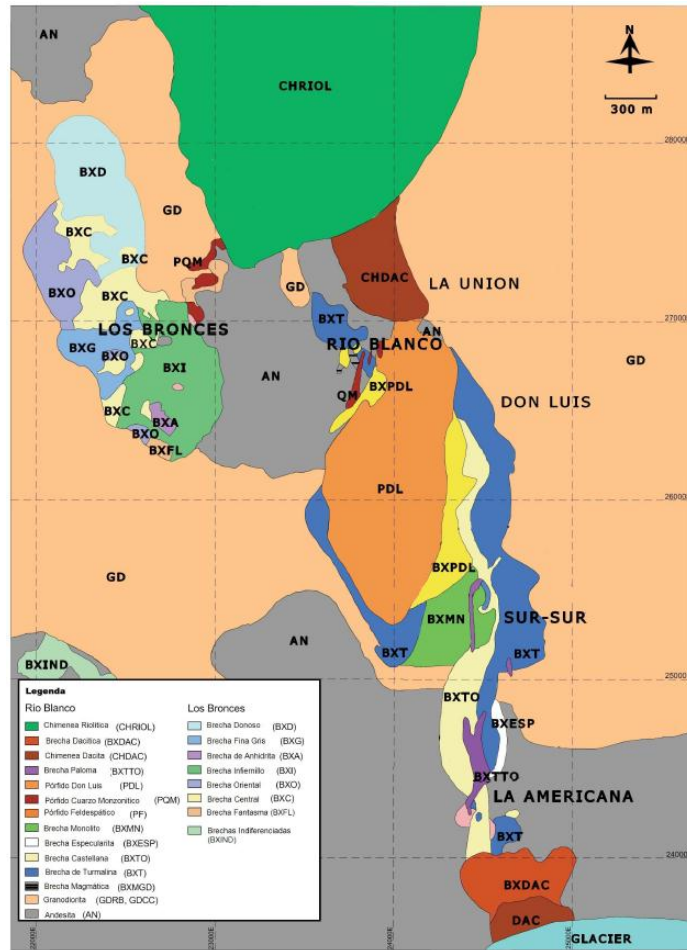 AN
N
300 m
CHRIOL
28000
BXD
GD
BXC
PQM
BXC
CHDAC
LA UNION
BXO
BXC
GD
27000
BXT
AN
LOS BRONCES
RIO BLANCO
BXG
BXO
BXC
BXI
AN
GD
BXPDL
QM
DON LUIS
BXC
BXA
BXO
BXFL
PDL
26000
GD
BXPDL
BXMN
SUR-SUR
AN
BXT
BXT
BXIND
25000
BXTO
BXESP
BXTTO
LA AMERICANA
BXT
24000
BXDAC
DAC
GLACIER
Legenda
Rio Blanco
Chimenea Riolitica (CHRIOL)
Brecha Dacitica (BXDAC)
Chimenea Dacita (CHDAC)
Brecha Paloma (BXTTO)
Pórfido Don Luis (PDL)
Pórfido Cuarzo Monzonitico (PQM)
Pórfido Feldespático (PF)
Brecha Monolito (BXMN)
Brecha Especularita (BXESP)
Brecha Castellana (BXTO)
Brecha de Turmalina (BXT)
Brecha Magmática (BXMGD)
Granodiorita (GDRB, GDCC)
Andesita (AN)
Los Bronces
Brecha Donoso (BXD)
Brecha Fina Gris (BXG)
Brecha de Anhidrita (BXA)
Brecha Infiernillo (BXI)
Brecha Oriental (BXO)
Brecha Central (BXC)
Brecha Fantasma (BXFL)
Brechas Indiferenciadas
(BXIND)
22000E
23000E
24000E
25000E